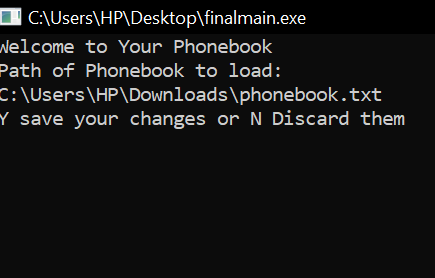 C:\Users\HP\Desktop\finalmain.exe
Welcome to Your Phonebook
Path of Phonebook to load:
C:\Users\HP\Downloads\phonebook.txt
Y save your changes or N Discard them